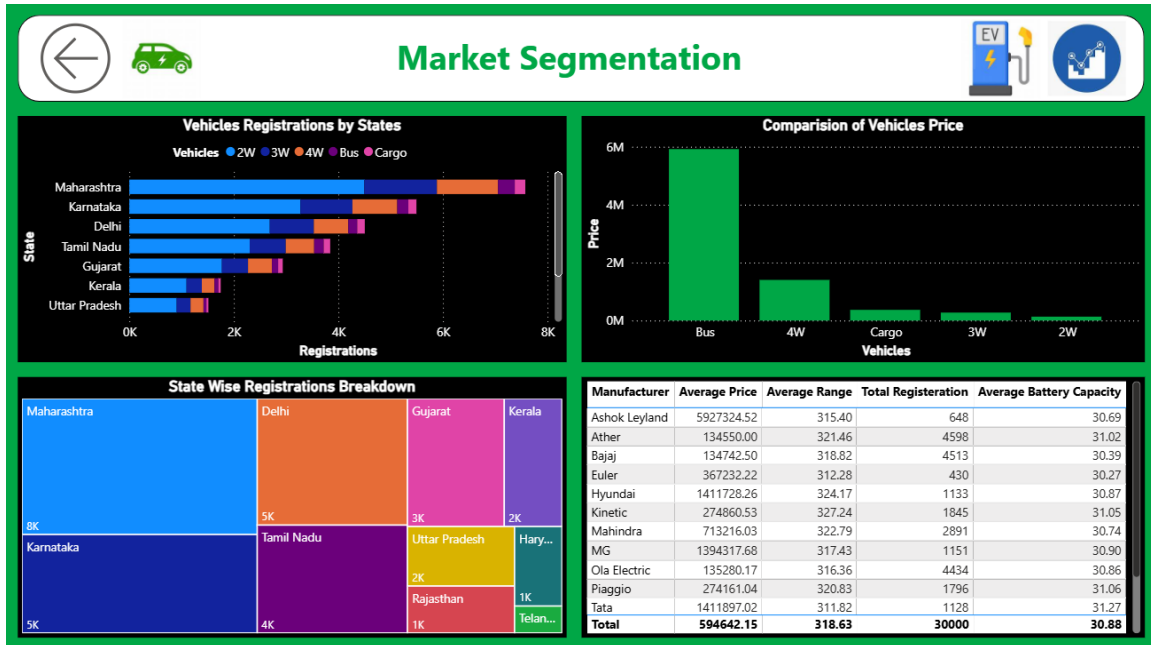 Market Segmentation
EV
Vehicles Registrations by States
Vehicles 2W 3W 4W Bus Cargo
State
Maharashtra
Karnataka
Delhi
Tamil Nadu
Gujarat
Kerala
Uttar Pradesh
0K 2K 4K 6K 8K
Registrations
Comparision of Vehicles Price
Price
6M
4M
2M
0M
Bus 4W Cargo 3W 2W
Vehicles
State Wise Registrations Breakdown
Maharashtra
8K
Karnataka
5K
Delhi
5K
Tamil Nadu
4K
Gujarat
3K
Kerala
2K
Uttar Pradesh
2K
Rajasthan
1K
Hary...
1K
Telan...
Manufacturer Average Price Average Range Total Registeration Average Battery Capacity
Ashok Leyland 5927324.52 315.40 648 30.69
Ather 134550.00 321.46 4598 31.02
Bajaj 134742.50 318.82 4513 30.39
Euler 367232.22 312.28 430 30.27
Hyundai 1411728.26 324.17 1133 30.87
Kinetic 274860.53 327.24 1845 31.05
Mahindra 713216.03 322.79 2891 30.74
MG 1394317.68 317.43 1151 30.90
Ola Electric 135280.17 316.36 4434 30.86
Piaggio 274161.04 320.83 1796 31.06
Tata 1411897.02 311.82 1128 31.27
Total 594642.15 318.63 30000 30.88